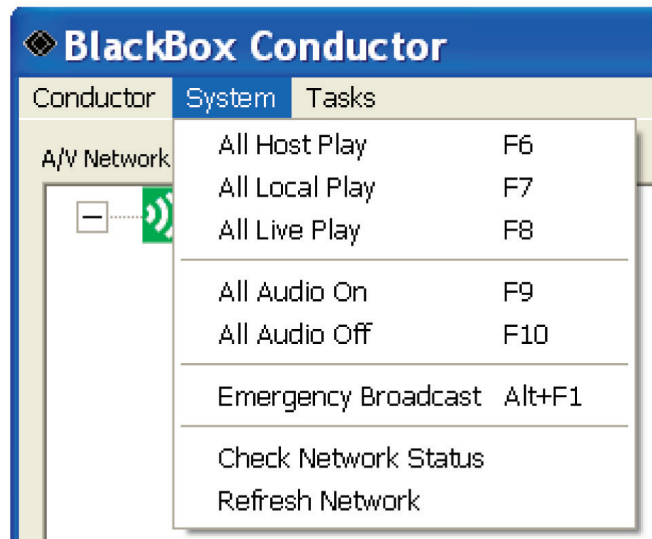 BlackBox Conductor
Conductor System Tasks
A/V Network
All Host Play F6
All Local Play F7
All Live Play F8
All Audio On F9
All Audio Off F10
Emergency Broadcast Alt+F1
Check Network Status
Refresh Network